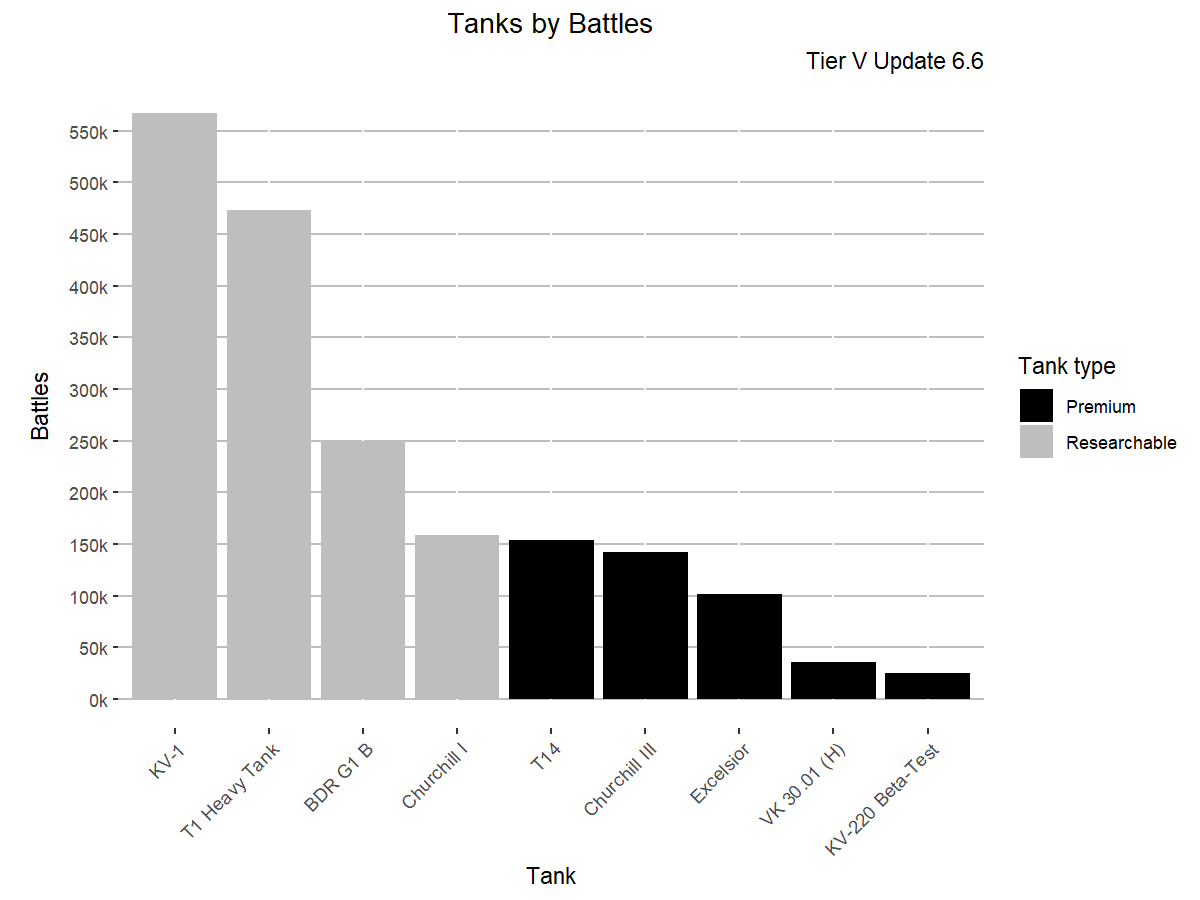 Tanks by Battles
Tier V Update 6.6
550k
500k
450k
400k
350k
300k
250k
200k
150k
100k
50k
0k
Battles
KV-1
T1 Heavy Tank
BDR G1 B
Churchill I
T14
Churchill III
Excelsior
VK 30.01 (H)
KV-220 Beta-Test
Tank
Tank type
Premium
Researchable